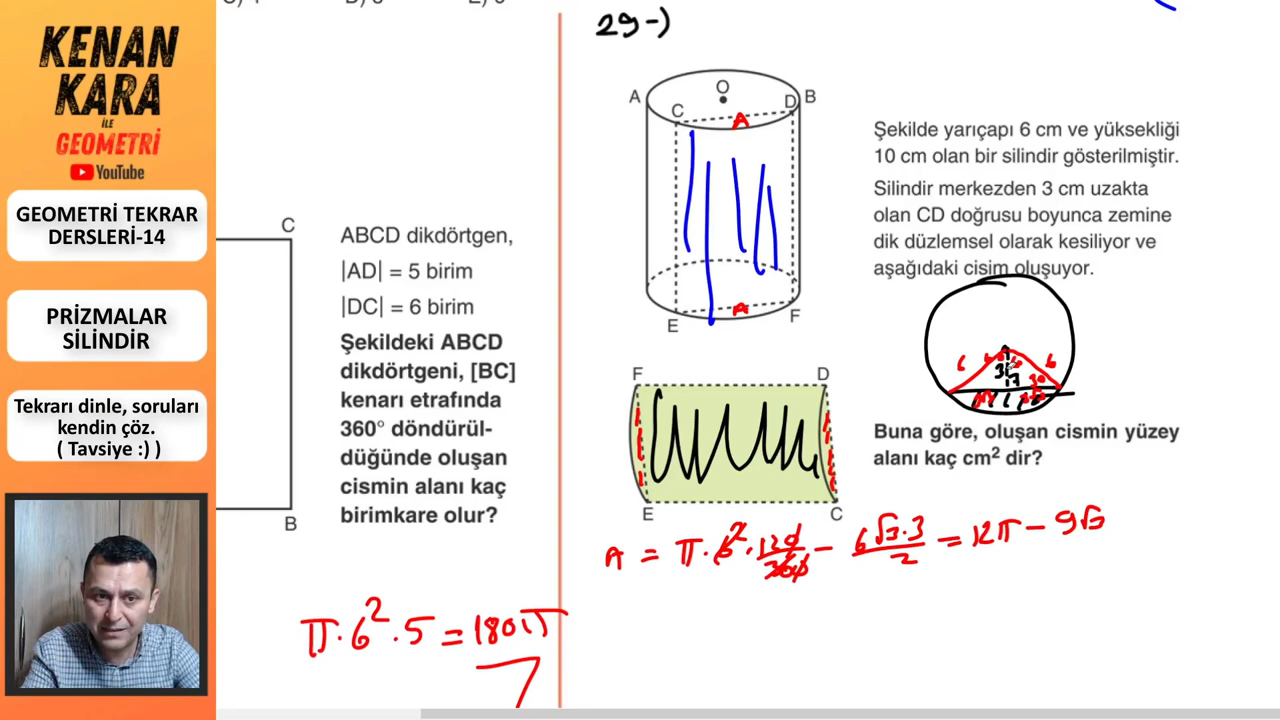 KENAN
KARA
İLE
GEOMETRİ
YouTube
GEOMETRİ TEKRAR
DERSLERİ-14
PRİZMALAR
SİLİNDİR
Tekrarı dinle, soruları
kendin çöz.
( Tavsiye :) )
C
B
ABCD dikdörtgen,
|AD| = 5 birim
|DC| = 6 birim
Şekildeki ABCD
dikdörtgeni, [BC]
kenarı etrafında
360° döndürül-
düğünde oluşan
cismin alanı kaç
birimkare olur?
π.6².5 = 180π
29-)
O
A
B
C
D
A
A
E
F
Şekilde yarıçapı 6 cm ve yüksekliği
10 cm olan bir silindir gösterilmiştir.
Silindir merkezden 3 cm uzakta
olan CD doğrusu boyunca zemine
dik düzlemsel olarak kesiliyor ve
aşağıdaki cisim oluşuyor.
6
6
3
30
F
D
E
C
Buna göre, oluşan cismin yüzey
alanı kaç cm² dir?
A = π.6².120/360 − 6√3.3/2 = 12π − 9√3